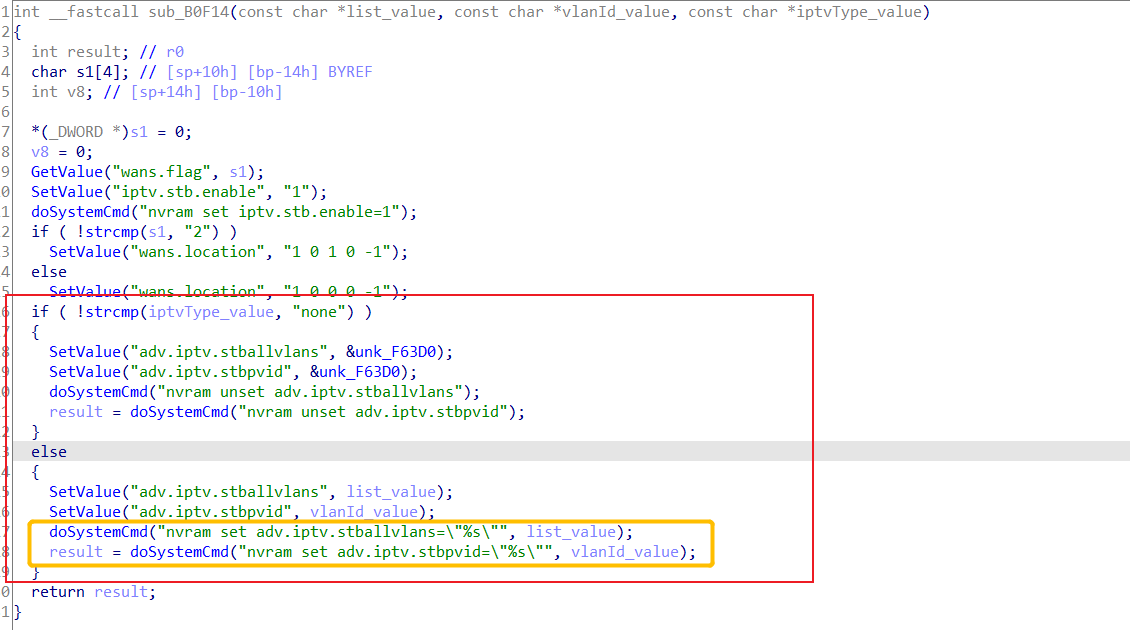 1 int __fastcall sub_B0F14(const char *list_value, const char *vlanId_value, const char *iptvType_value)
2 {
3   int result; // r0
4   char s1[4]; // [sp+10h] [bp-14h] BYREF
5   int v8; // [sp+14h] [bp-10h]
6
7   *(_DWORD *)s1 = 0;
8   v8 = 0;
9   GetValue("wans.flag", s1);
0   SetValue("iptv.stb.enable", "1");
1   doSystemCmd("nvram set iptv.stb.enable=1");
2   if ( !strcmp(s1, "2") )
3     SetValue("wans.location", "1 0 1 0 -1");
4   else
5     SetValue("wans.location", "1 0 0 0 -1");
6   if ( !strcmp(iptvType_value, "none") )
7   {
8     SetValue("adv.iptv.stballvlans", &unk_F63D0);
9     SetValue("adv.iptv.stbpvid", &unk_F63D0);
0     doSystemCmd("nvram unset adv.iptv.stballvlans");
1     result = doSystemCmd("nvram unset adv.iptv.stbpvid");
2   }
3   else
4   {
5     SetValue("adv.iptv.stballvlans", list_value);
6     SetValue("adv.iptv.stbpvid", vlanId_value);
7     doSystemCmd("nvram set adv.iptv.stballvlans=\"%s\"", list_value);
8     result = doSystemCmd("nvram set adv.iptv.stbpvid=\"%s\"", vlanId_value);
9   }
0   return result;
1 }